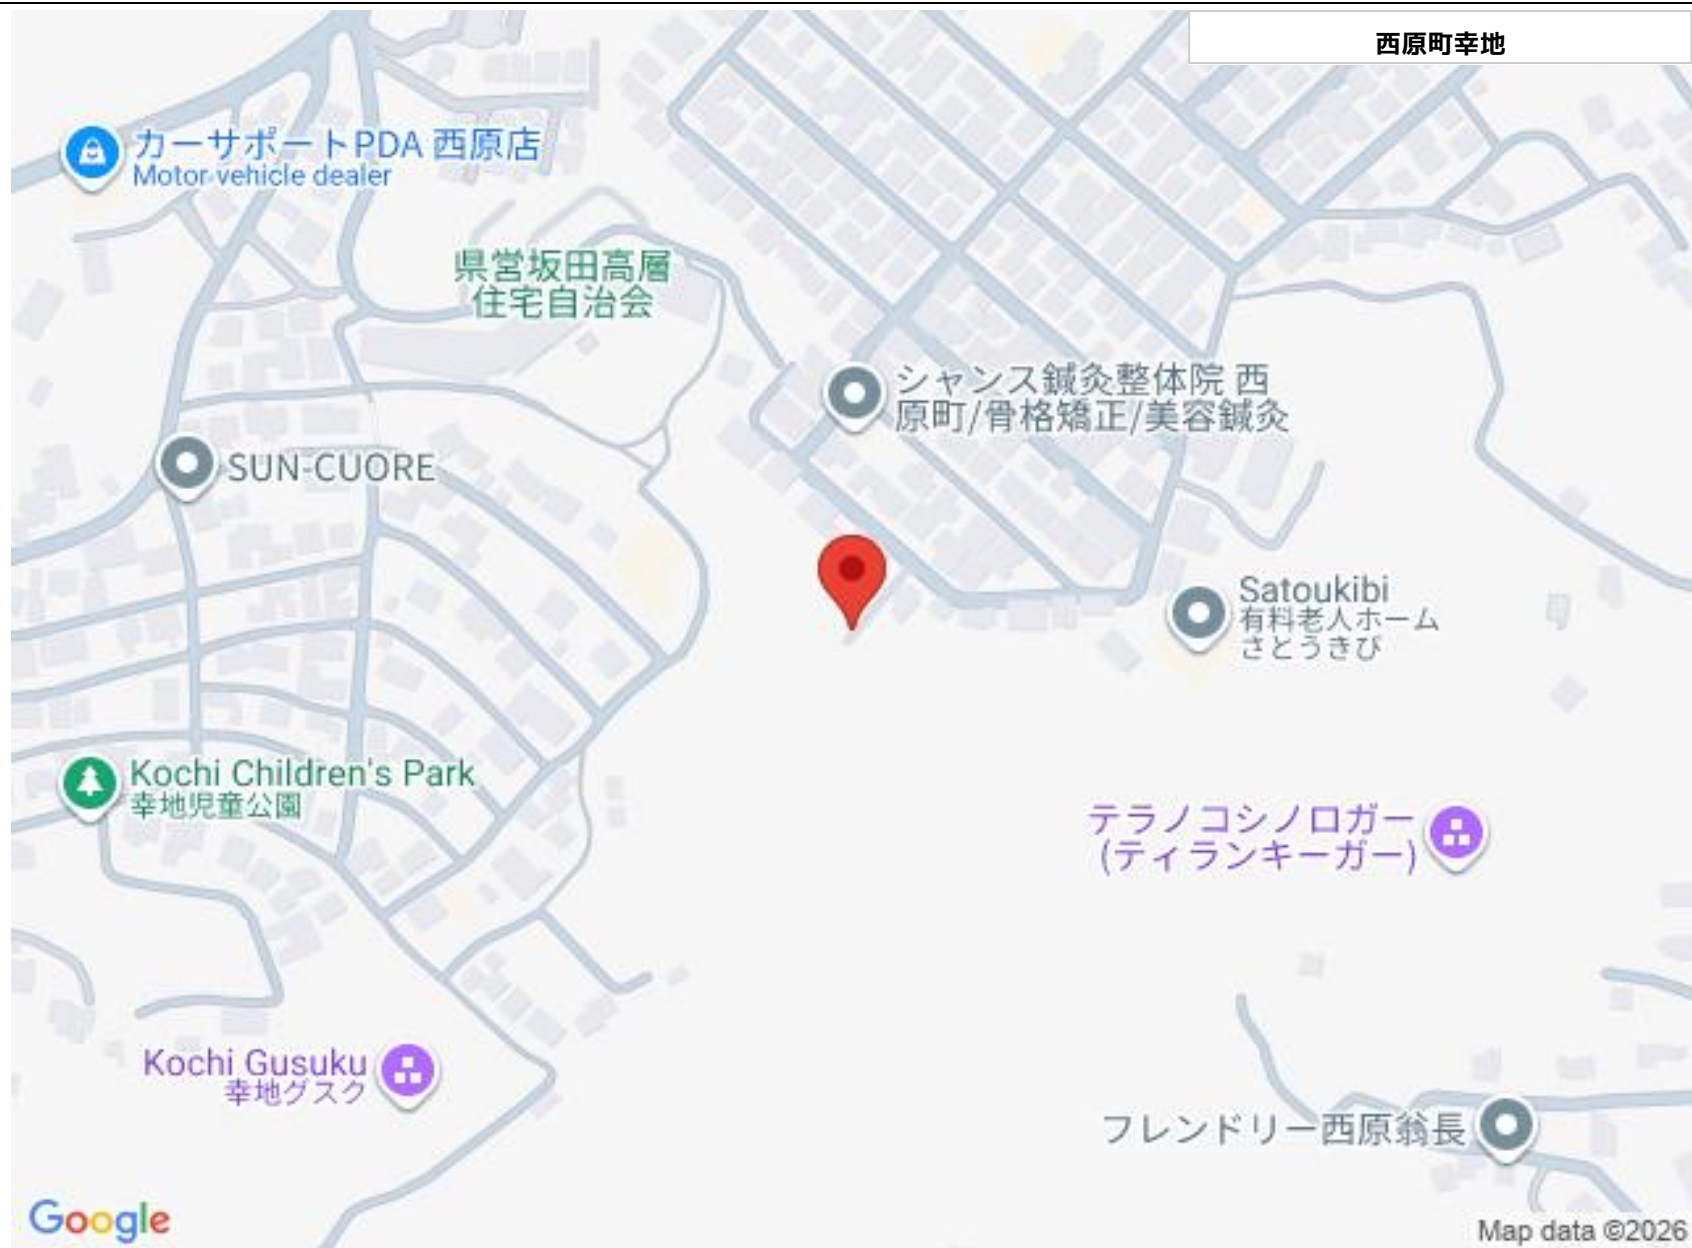 西原町幸地
カーサポートPDA 西原店
Motor vehicle dealer
県営坂田高層
住宅自治会
シャンス鍼灸整体院 西
原町/骨格矯正/美容鍼灸
SUN-CUORE
Satoukibi
有料老人ホーム
さとうきび
Kochi Children's Park
幸地児童公園
テラノコシノロガー
(ティランキーガー)
Kochi Gusuku
幸地グスク
フレンドリー西原翁長
Google
Map data ©2026